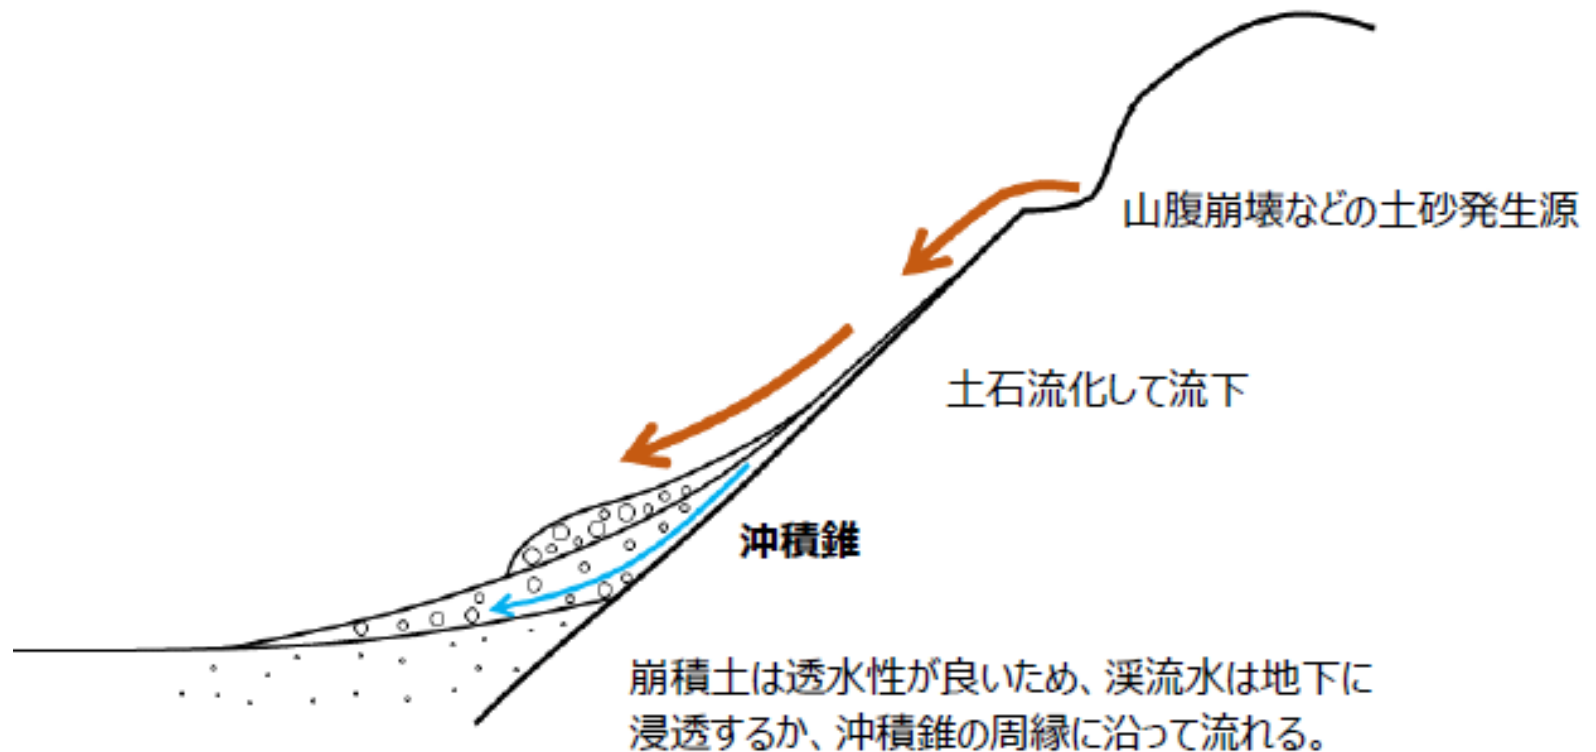 山腹崩壊などの土砂発生源
土石流化して流下
沖積錐
崩積土は透水性が良いため、渓流水は地下に
浸透するか、沖積錐の周縁に沿って流れる。